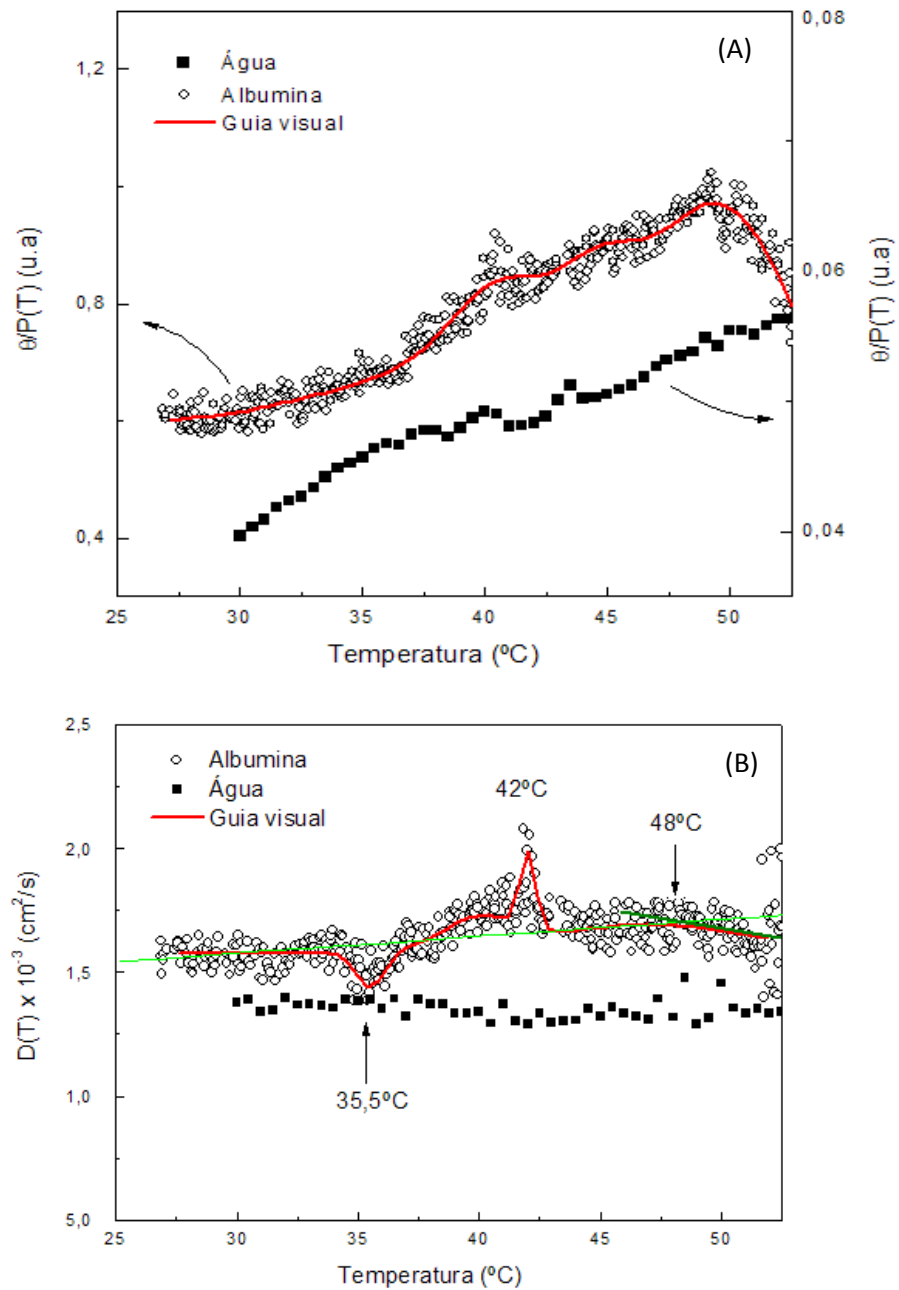 0,08
(A)
Água
1,2
Albumina
Guia visual
θ/P(T) (u.a)
0,8
0,06
θ/P(T) (u.a)
0,4
0,04
25 30 35 40 45 50
Temperatura (ºC)
2,5
Albumina
(B)
Água
42ºC
Guia visual
48ºC
2,0
D(T) x 10⁻³ (cm²/s)
1,5
35,5ºC
1,0
5,0
25 30 35 40 45 50
Temperatura (ºC)